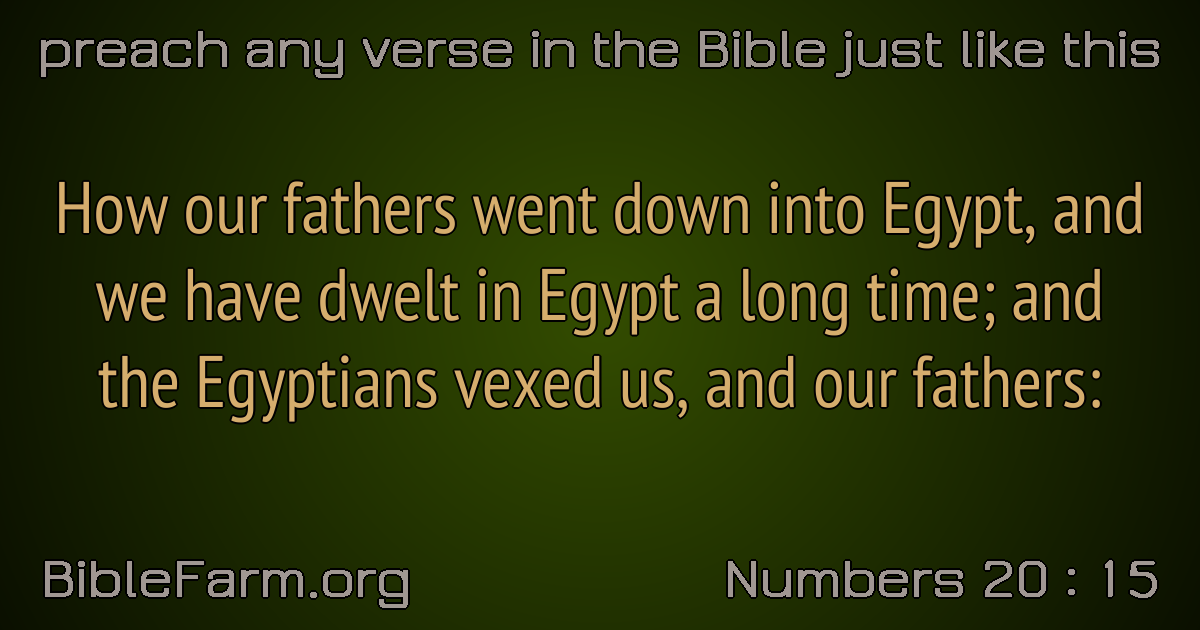 preach any verse in the Bible just like this
How our fathers went down into Egypt, and
we have dwelt in Egypt a long time; and
the Egyptians vexed us, and our fathers:
BibleFarm.org
Numbers 20 : 15